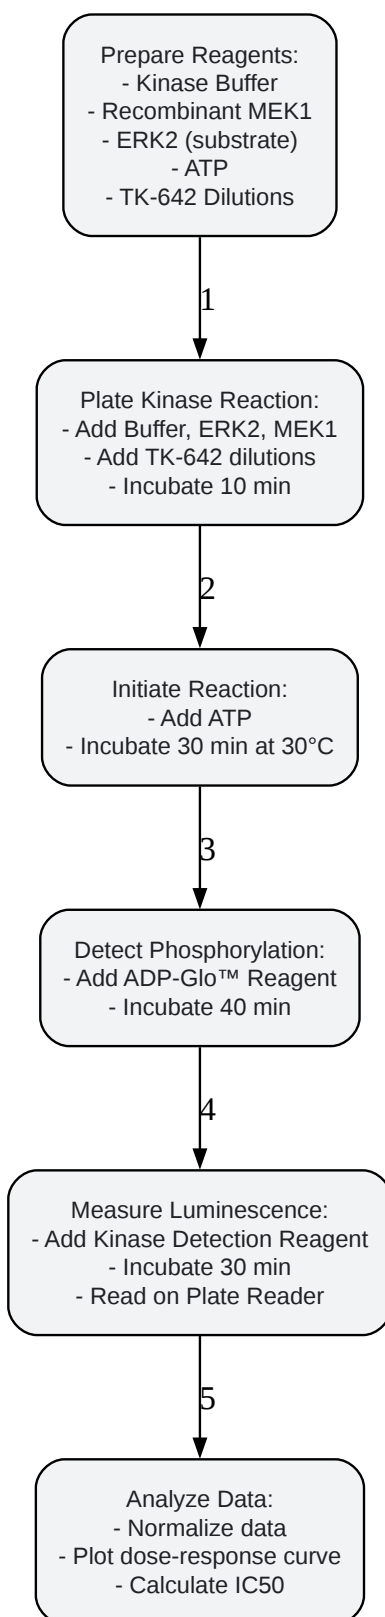 Prepare Reagents:
- Kinase Buffer
- Recombinant MEK1
- ERK2 (substrate)
- ATP
- TK-642 Dilutions
1
Plate Kinase Reaction:
- Add Buffer, ERK2, MEK1
- Add TK-642 dilutions
- Incubate 10 min
2
Initiate Reaction:
- Add ATP
- Incubate 30 min at 30°C
3
Detect Phosphorylation:
- Add ADP-Glo™ Reagent
- Incubate 40 min
4
Measure Luminescence:
- Add Kinase Detection Reagent
- Incubate 30 min
- Read on Plate Reader
5
Analyze Data:
- Normalize data
- Plot dose-response curve
- Calculate IC50